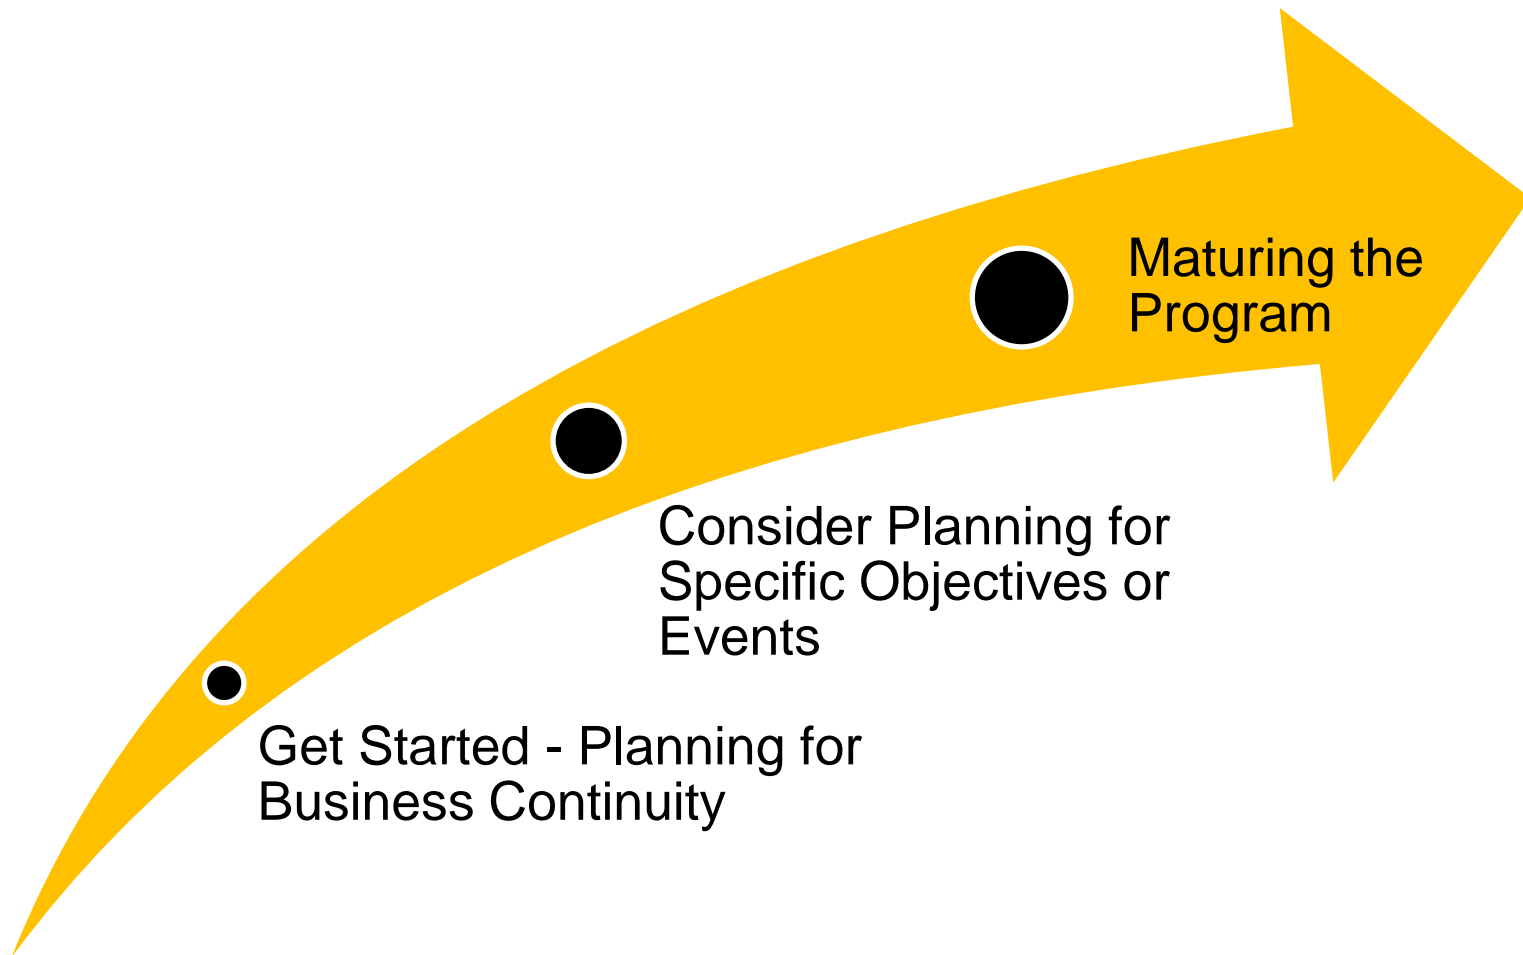 Maturing the
Program
Consider Planning for
Specific Objectives or
Events
Get Started - Planning for
Business Continuity